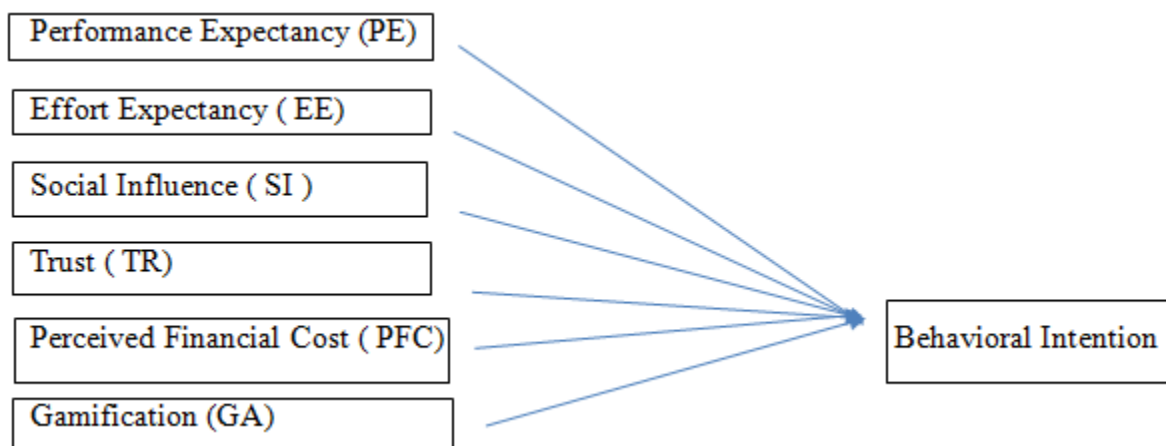 Performance Expectancy (PE)
Effort Expectancy ( EE)
Social Influence ( SI )
Trust ( TR)
Perceived Financial Cost ( PFC)
Gamification (GA)
Behavioral Intention